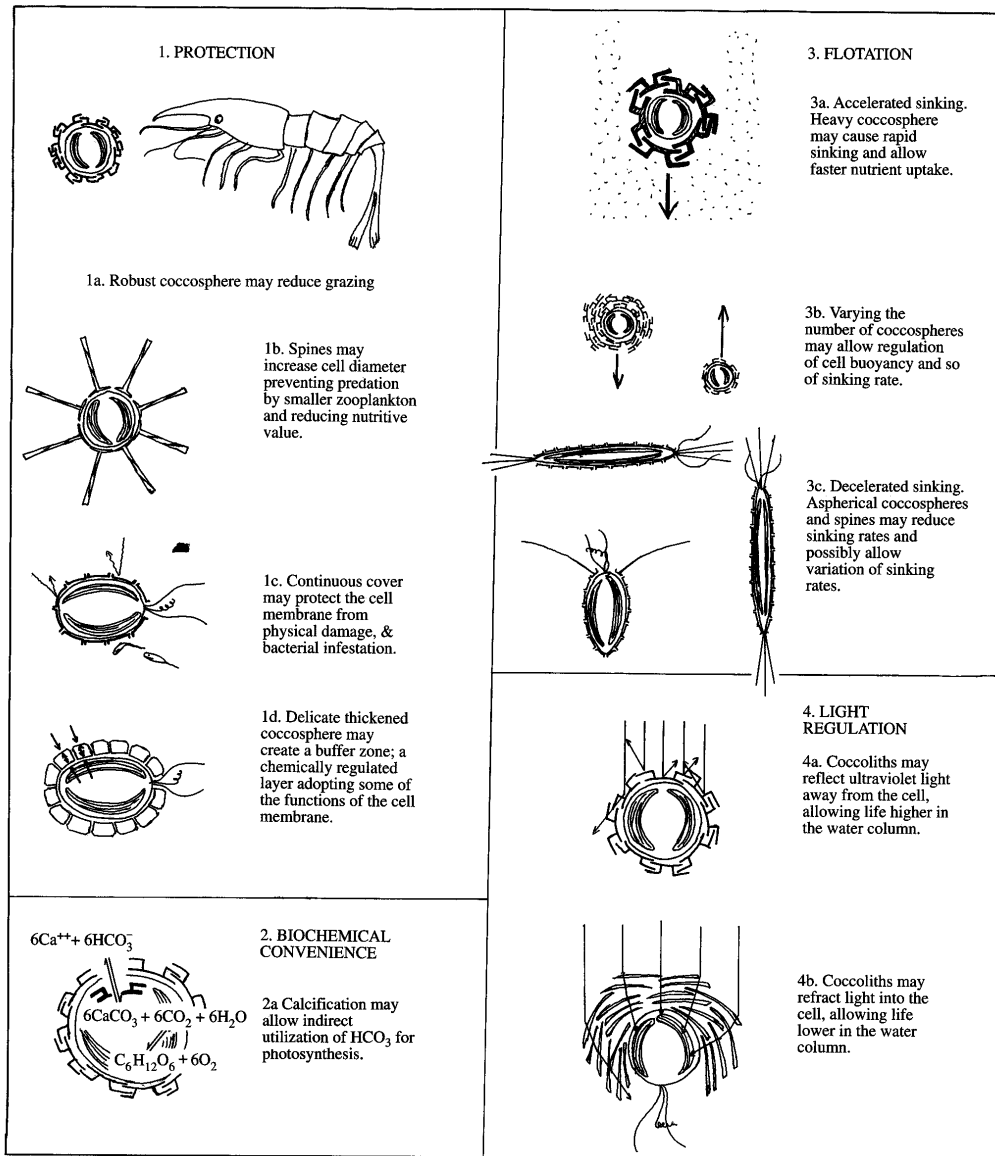 1. PROTECTION
1a. Robust coccosphere may reduce grazing
1b. Spines may
increase cell diameter
preventing predation
by smaller zooplankton
and reducing nutritive
value.
1c. Continuous cover
may protect the cell
membrane from
physical damage, &
bacterial infestation.
1d. Delicate thickened
coccosphere may
create a buffer zone; a
chemically regulated
layer adopting some of
the functions of the cell
membrane.
2. BIOCHEMICAL
CONVENIENCE
2a Calcification may
allow indirect
utilization of HCO₃ for
photosynthesis.
6Ca⁺⁺+ 6HCO₃⁻
6CaCO₃ + 6CO₂ + 6H₂O
C₆H₁₂O₆ + 6O₂
3. FLOTATION
3a. Accelerated sinking.
Heavy coccosphere
may cause rapid
sinking and allow
faster nutrient uptake.
3b. Varying the
number of coccospheres
may allow regulation
of cell buoyancy and so
of sinking rate.
3c. Decelerated sinking.
Aspherical coccospheres
and spines may reduce
sinking rates and
possibly allow
variation of sinking
rates.
4. LIGHT
REGULATION
4a. Coccoliths may
reflect ultraviolet light
away from the cell,
allowing life higher in
the water column.
4b. Coccoliths may
refract light into the
cell, allowing life
lower in the water
column.